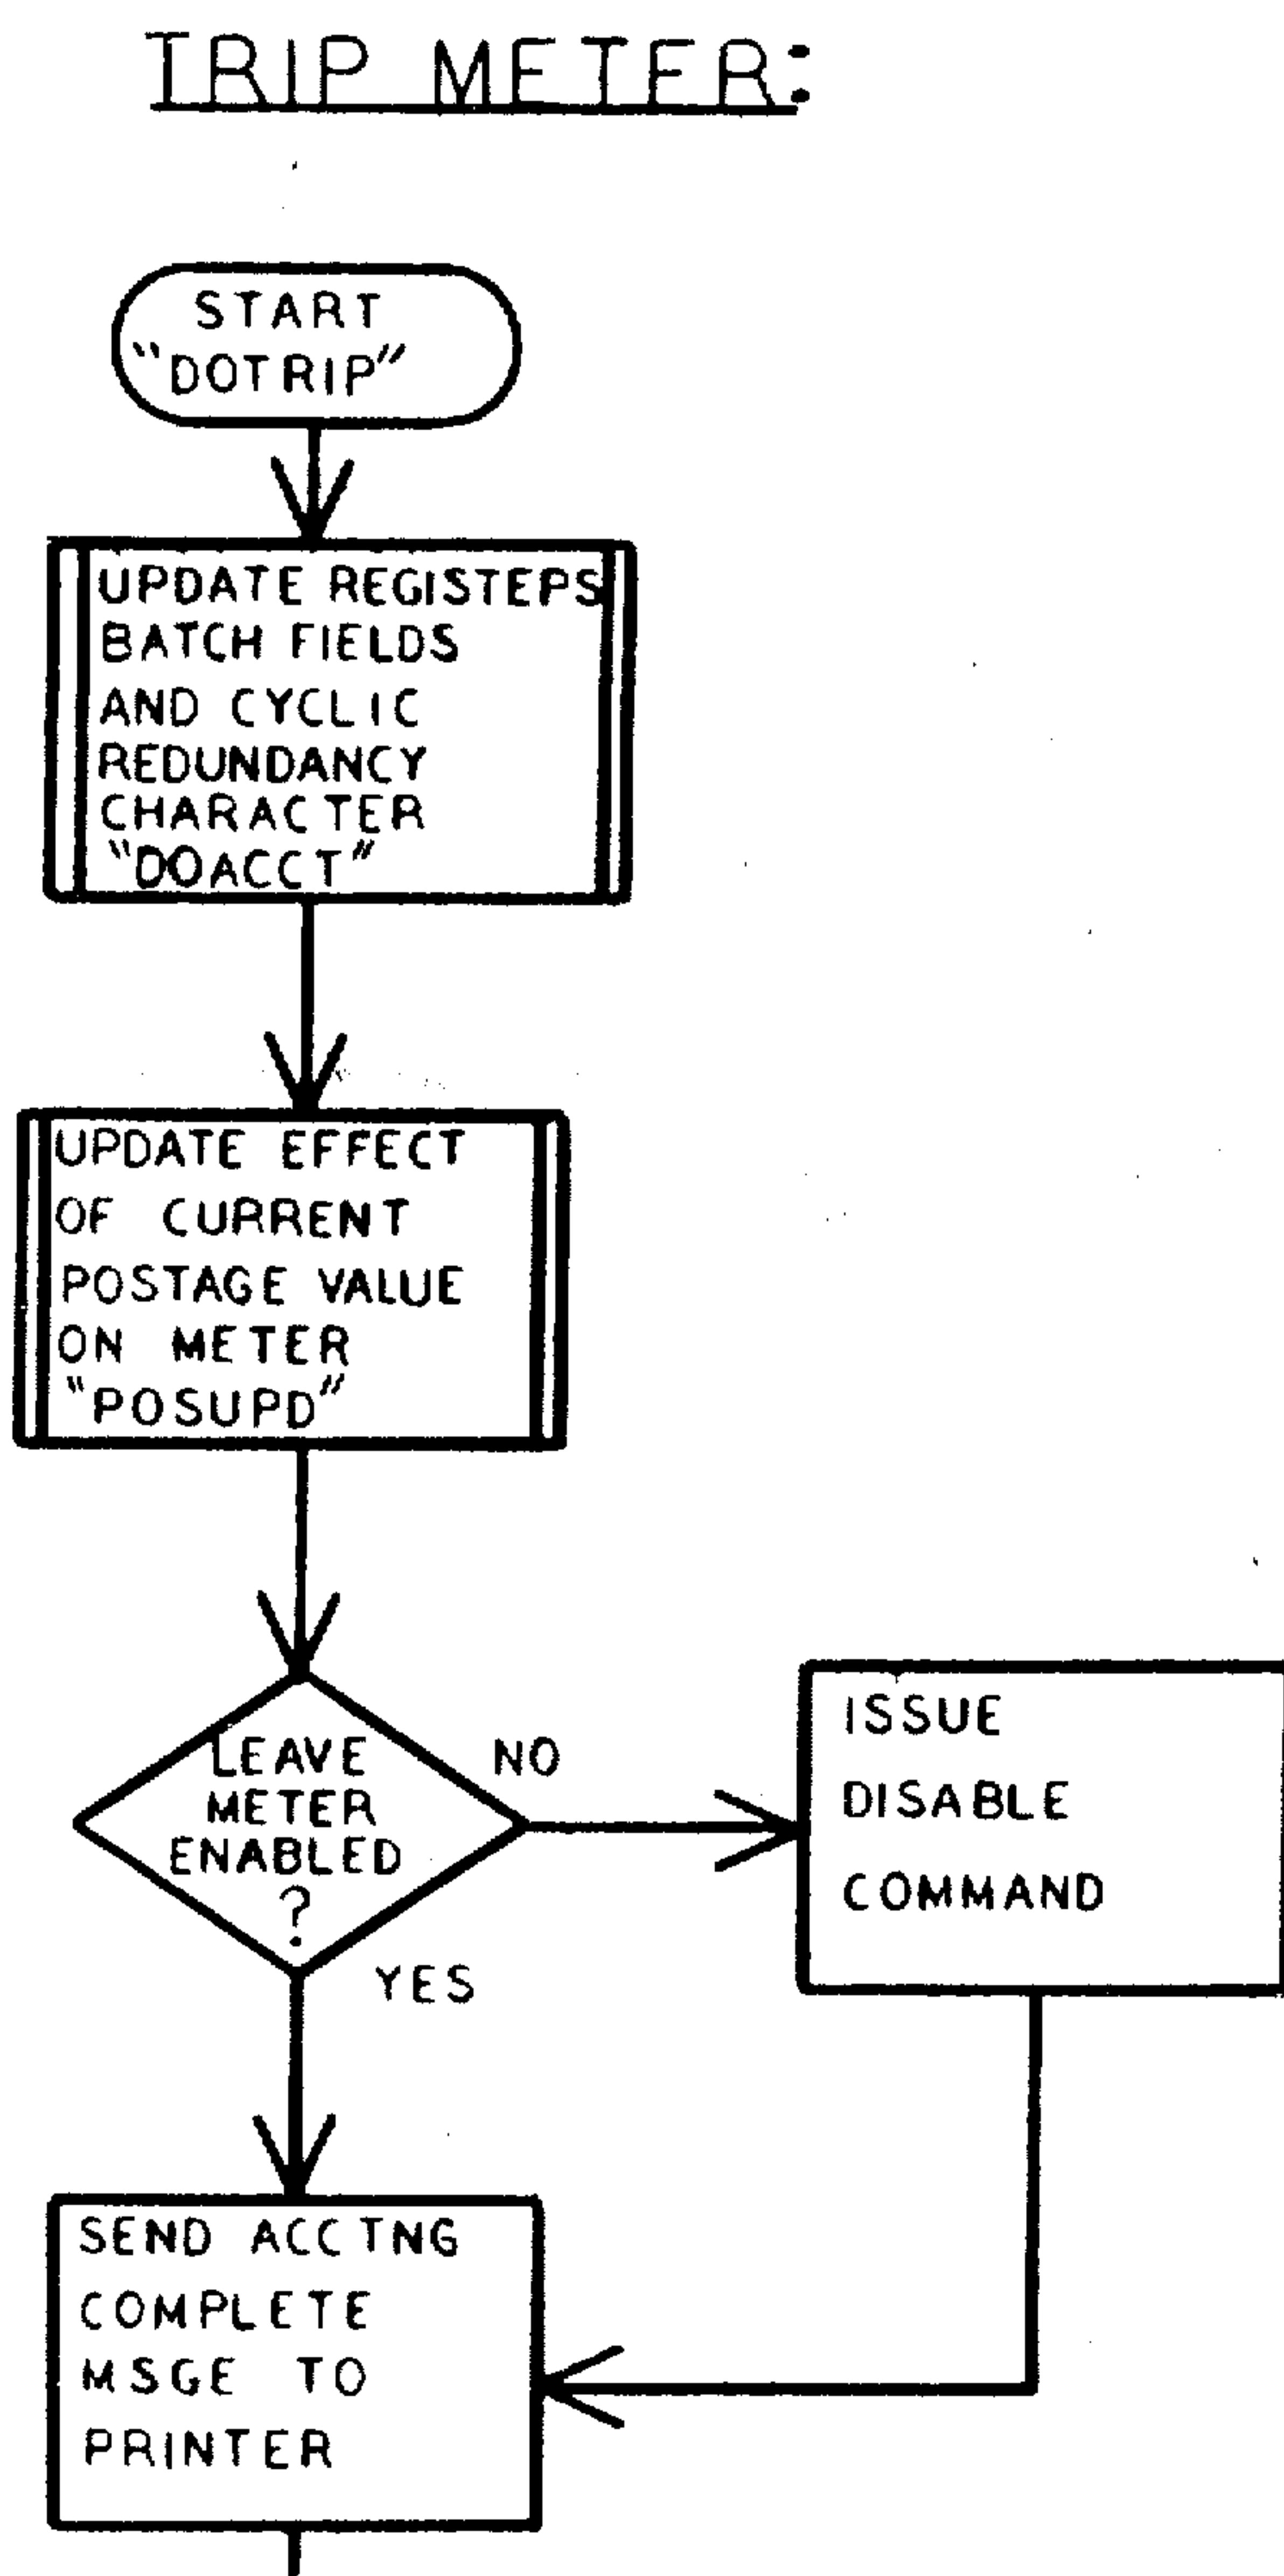 TRIP METER:
START
"DOTRIP"
UPDATE REGISTEPS
BATCH FIELDS
AND CYCLIC
REDUNDANCY
CHARACTER
"DOACCT"
UPDATE EFFECT
OF CURRENT
POSTAGE VALUE
ON METER
"POSUPD"
LEAVE
METER
ENABLED
?
NO
YES
ISSUE
DISABLE
COMMAND
SEND ACCTNG
COMPLETE
MSGE TO
PRINTER